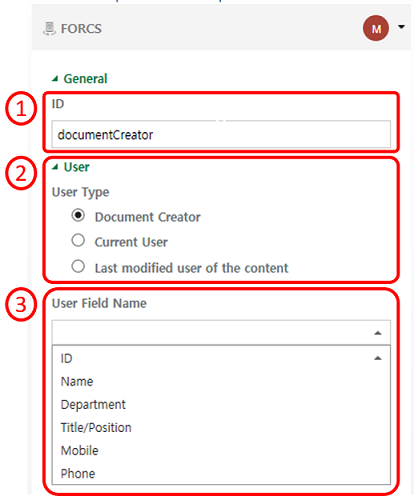 FORCS
M
General
1
ID
documentCreator
2
User
User Type
Document Creator
Current User
Last modified user of the content
3
User Field Name
ID
Name
Department
Title/Position
Mobile
Phone